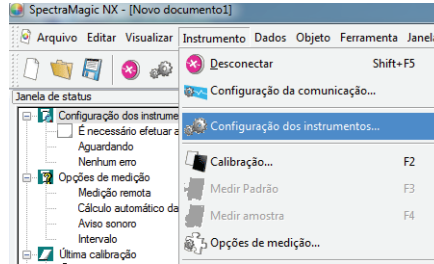 SpectraMagic NX - [Novo documento1]
Arquivo Editar Visualizar Instrumento Dados Objeto Ferramenta Janela
Desconectar Shift+F5
Configuração da comunicação...
Janela de status
Configuração dos instrume
Configuração dos instrumentos...
É necessário efetuar a
Aguardando
Nenhum erro
Calibração... F2
Opções de medição
Medir Padrão F3
Medição remota
Cálculo automático da
Medir amostra F4
Aviso sonoro
Intervalo
Opções de medição...
Última calibração